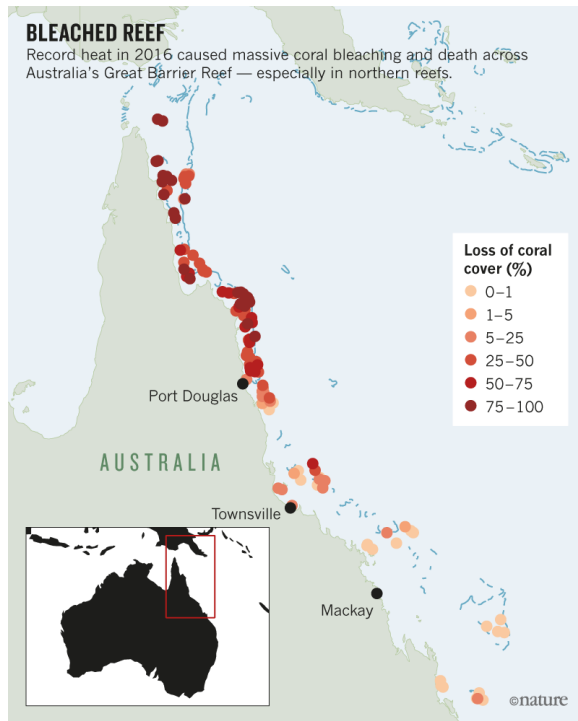 BLEACHED REEF
Record heat in 2016 caused massive coral bleaching and death across
Australia’s Great Barrier Reef — especially in northern reefs.
Loss of coral
cover (%)
0–1
1–5
5–25
25–50
50–75
75–100
Port Douglas
AUSTRALIA
Townsville
Mackay
©nature